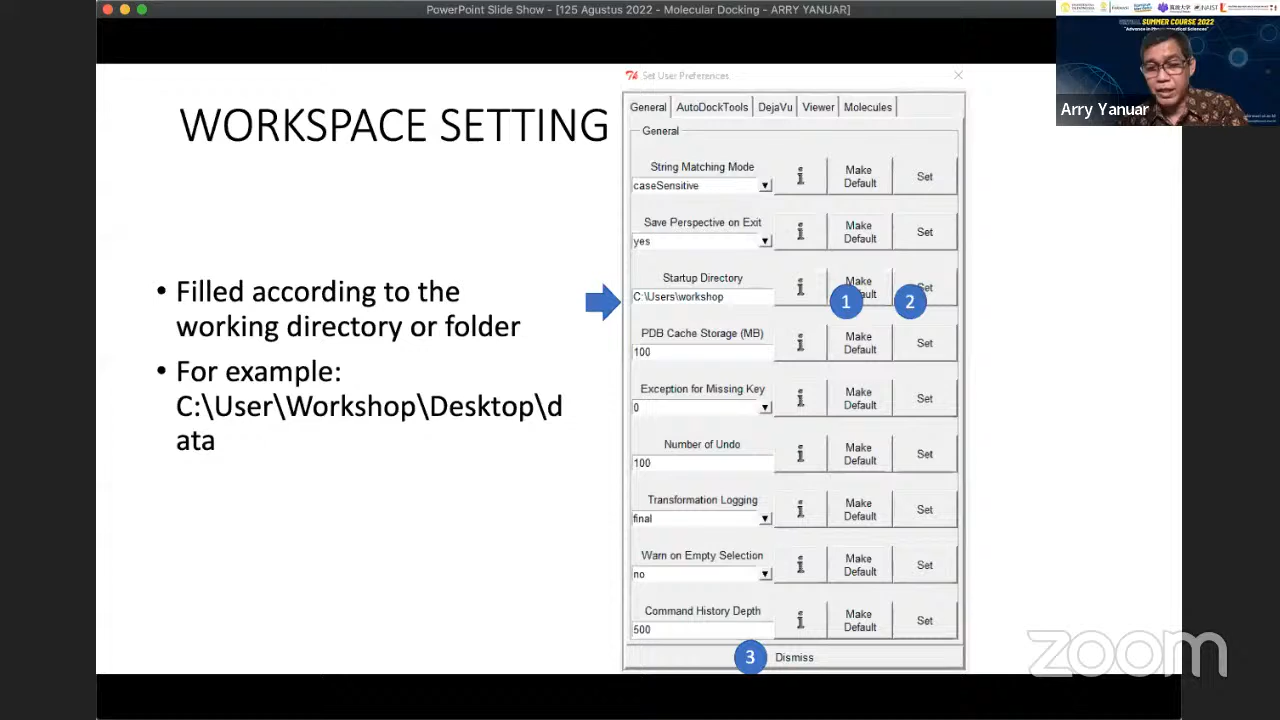 PowerPoint Slide Show - [125 Agustus 2022 - Molecular Docking - ARRY YANUAR]
SUMMER COURSE 2022
Arry Yanuar
WORKSPACE SETTING
• Filled according to the
working directory or folder
• For example:
C:\User\Workshop\Desktop\d
ata
Set User Preferences
General AutoDockTools DejaVu Viewer Molecules
General
String Matching Mode
caseSensitive
i
Make
Default
Set
Save Perspective on Exit
yes
i
Make
Default
Set
Startup Directory
C:\Users\workshop
i
Make
1
2
PDB Cache Storage (MB)
100
i
Make
Default
Set
Exception for Missing Key
0
i
Make
Default
Set
Number of Undo
100
i
Make
Default
Set
Transformation Logging
final
i
Make
Default
Set
Warn on Empty Selection
no
i
Make
Default
Set
Command History Depth
500
i
Make
Default
Set
3 Dismiss
zoom